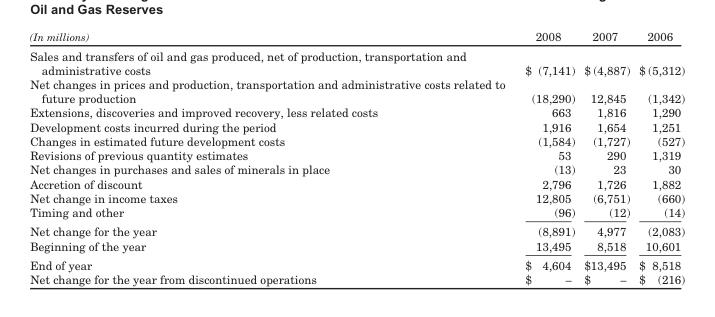 Oil and Gas Reserves
(In millions) 2008 2007 2006
Sales and transfers of oil and gas produced, net of production, transportation and
administrative costs $ (7,141) $ (4,887) $ (5,312)
Net changes in prices and production, transportation and administrative costs related to
future production (18,290) 12,845 (1,342)
Extensions, discoveries and improved recovery, less related costs 663 1,816 1,290
Development costs incurred during the period 1,916 1,654 1,251
Changes in estimated future development costs (1,584) (1,727) (527)
Revisions of previous quantity estimates 53 290 1,319
Net changes in purchases and sales of minerals in place (13) 23 30
Accretion of discount 2,796 1,726 1,882
Net change in income taxes 12,805 (6,751) (660)
Timing and other (96) (12) (14)
Net change for the year (8,891) 4,977 (2,083)
Beginning of the year 13,495 8,518 10,601
End of year $ 4,604 $13,495 $ 8,518
Net change for the year from discontinued operations $ – $ – $ (216)